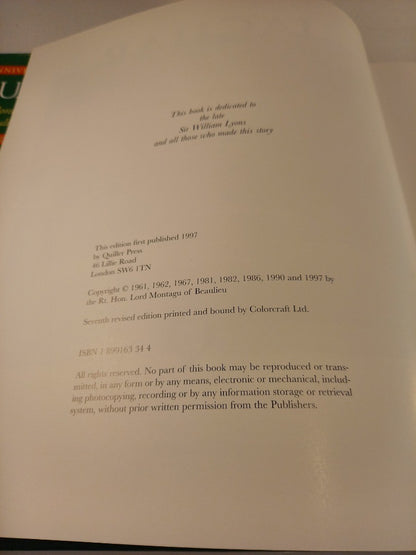 NNIV
U
This book is dedicated to
the late
Sir William Lyons
and all those who made this story
This edition first published 1997
by Quiller Press
46 Lillie Road
London SW6 1TN
Copyright © 1961, 1962, 1967, 1981, 1982, 1986, 1990 and 1997 by
the Rt. Hon. Lord Montagu of Beaulieu
Seventh revised edition printed and bound by Colorcraft Ltd.
ISBN 1 899163 34 4
All rights reserved. No part of this book may be reproduced or trans-
mitted, in any form or by any means, electronic or mechanical, includ-
ing photocopying, recording or by any information storage or retrieval
system, without prior written permission from the Publishers.